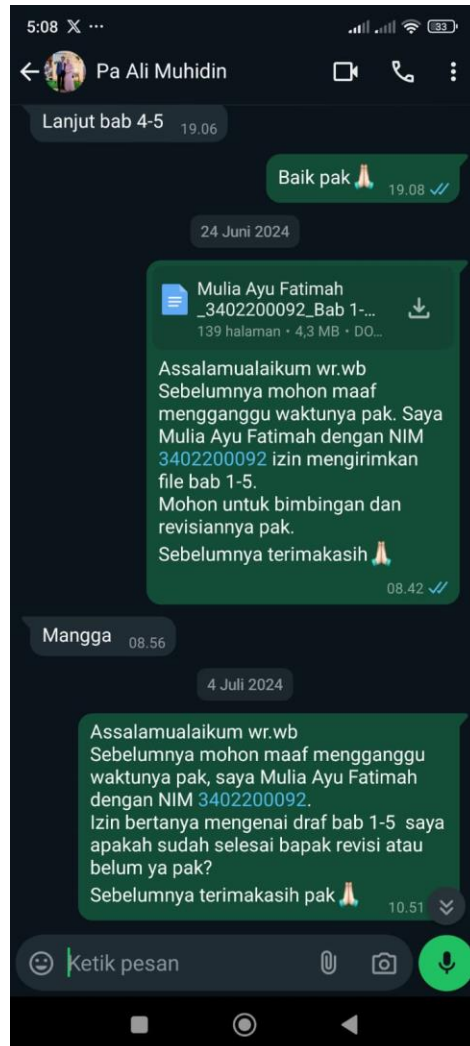 5:08 X ...
33
Pa Ali Muhidin
Lanjut bab 4-5 19.06
Baik pak🙏🏻 19.08
24 Juni 2024
Mulia Ayu Fatimah
_3402200092_Bab 1-...
139 halaman • 4,3 MB • DO...
Assalamualaikum wr.wb
Sebelumnya mohon maaf
mengganggu waktunya pak. Saya
Mulia Ayu Fatimah dengan NIM
3402200092 izin mengirimkan
file bab 1-5.
Mohon untuk bimbingan dan
revisiannya pak.
Sebelumnya terimakasih🙏🏻
08.42
Mangga 08.56
4 Juli 2024
Assalamualaikum wr.wb
Sebelumnya mohon maaf mengganggu
waktunya pak, saya Mulia Ayu Fatimah
dengan NIM 3402200092.
Izin bertanya mengenai draf bab 1-5 saya
apakah sudah selesai bapak revisi atau
belum ya pak?
Sebelumnya terimakasih pak🙏🏻 10.51
Ketik pesan